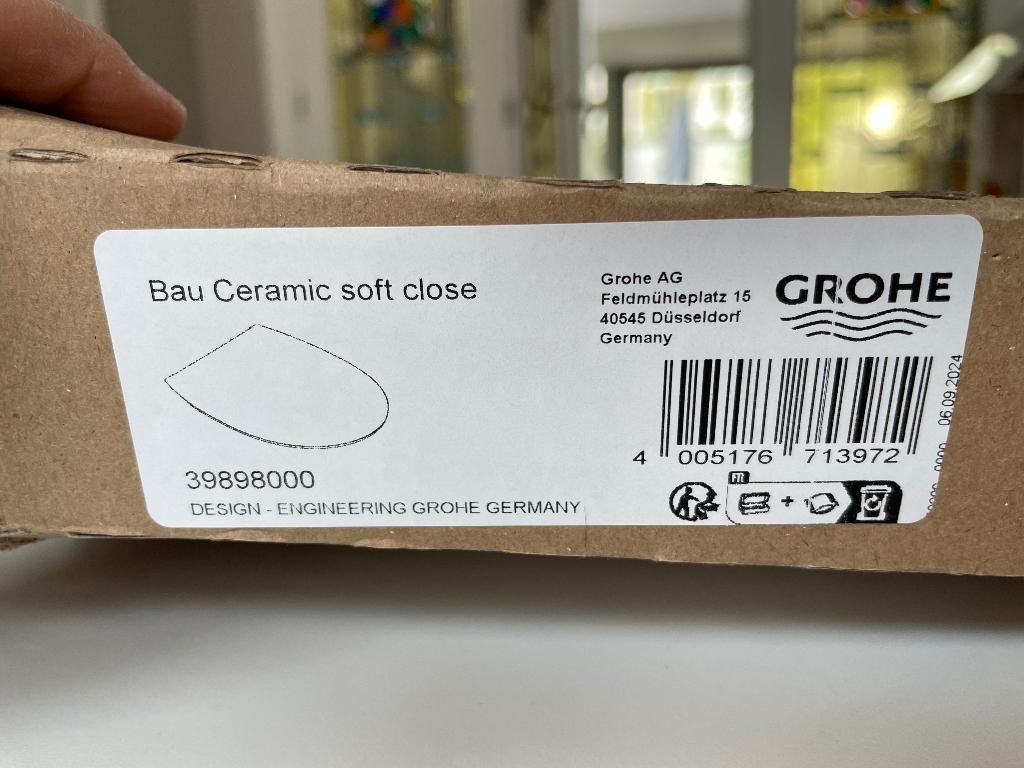 Bau Ceramic soft close
Grohe AG
Feldmühleplatz 15
40545 Düsseldorf
Germany
GROHE
4 005176 713972
06.09.2024
39898000
DESIGN - ENGINEERING GROHE GERMANY
FR